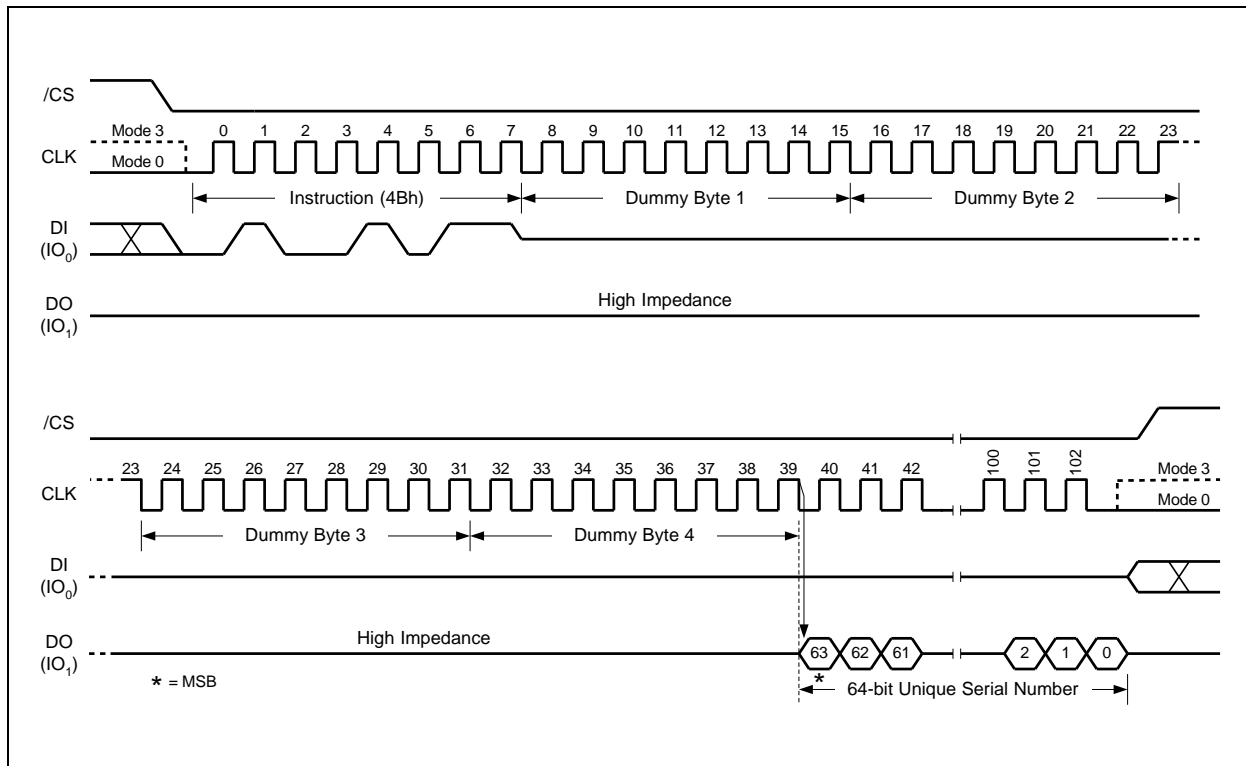 /CS
Mode 3 0 1 2 3 4 5 6 7 8 9 10 11 12 13 14 15 16 17 18 19 20 21 22 23
CLK Mode 0
Instruction (4Bh) Dummy Byte 1 Dummy Byte 2
DI
(IO0)
High Impedance
DO
(IO1)
/CS
23 24 25 26 27 28 29 30 31 32 33 34 35 36 37 38 39 40 41 42 100 101 102 Mode 3
CLK Mode 0
Dummy Byte 3 Dummy Byte 4
DI
(IO0)
High Impedance
DO
(IO1) 63 62 61 2 1 0
* = MSB * 64-bit Unique Serial Number